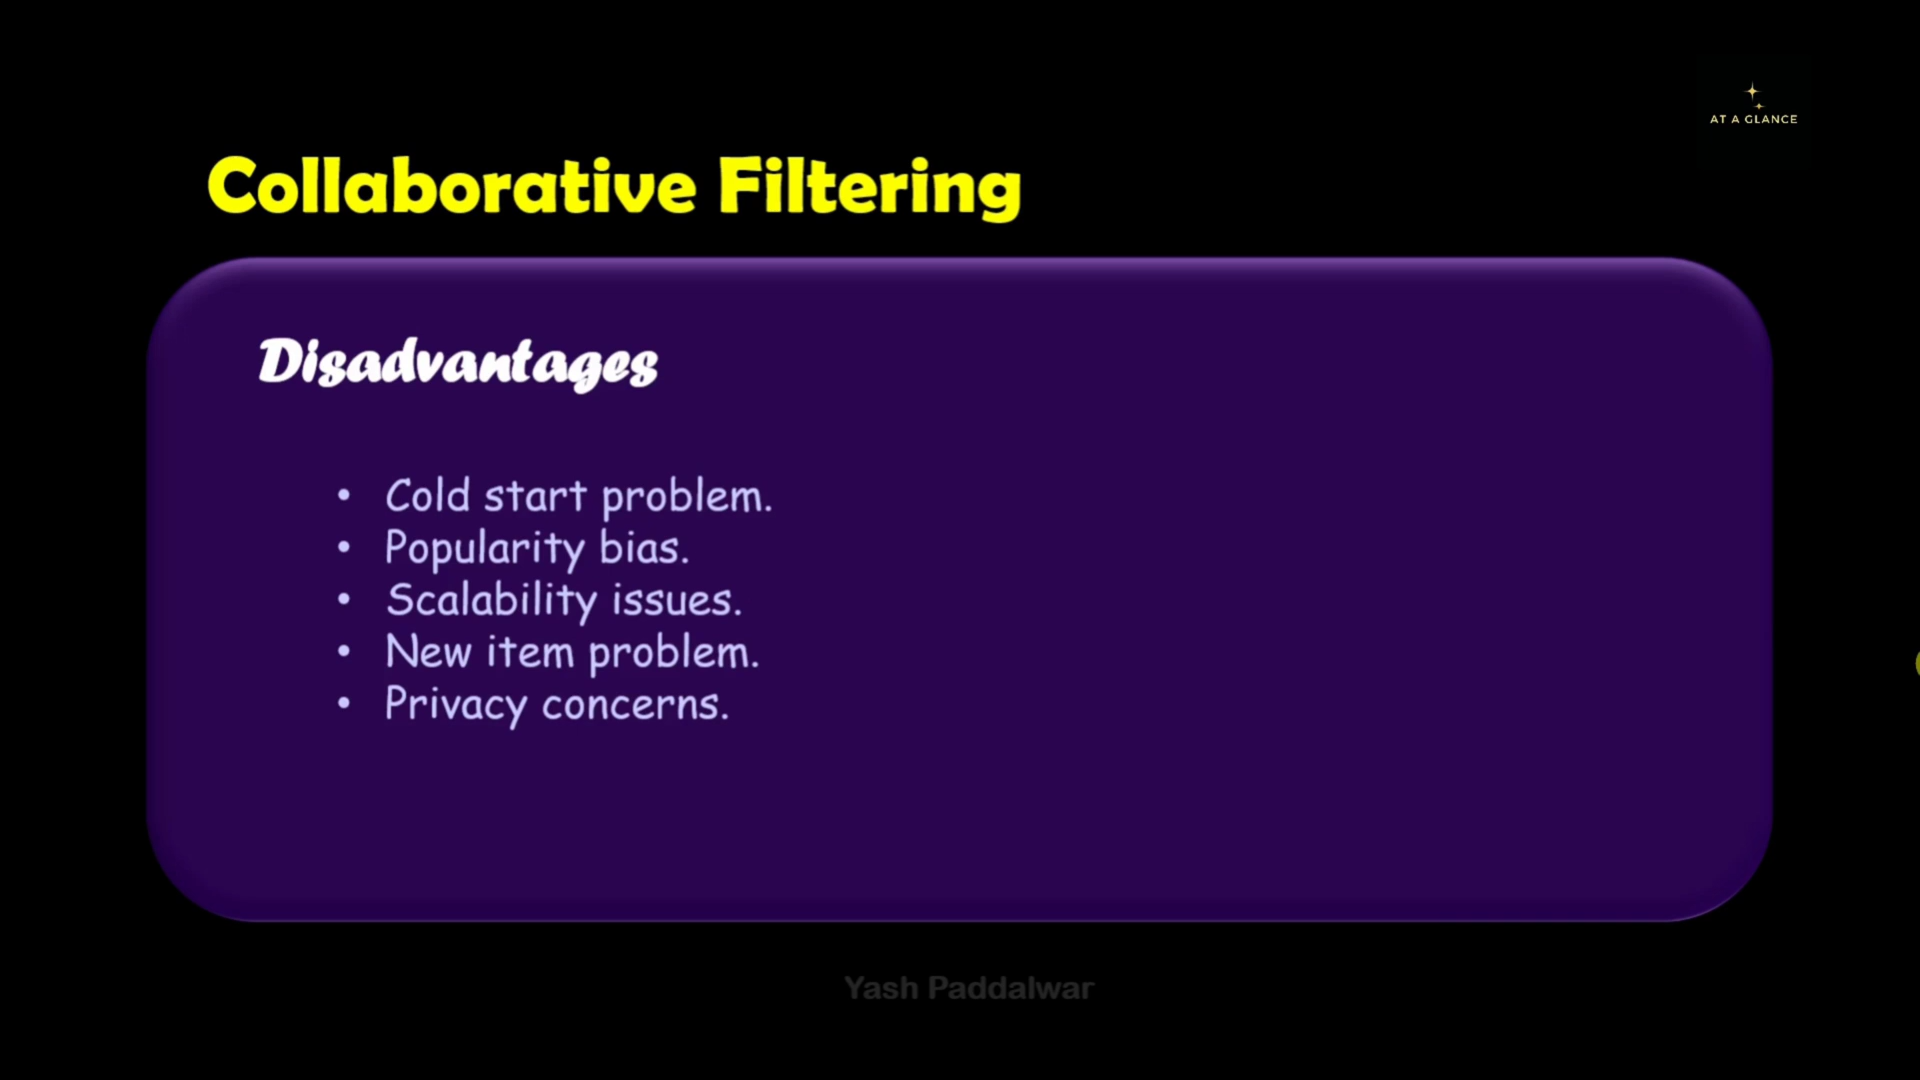 AT A GLANCE
Collaborative Filtering
Disadvantages
• Cold start problem.
• Popularity bias.
• Scalability issues.
• New item problem.
• Privacy concerns.
Yash Paddalwar